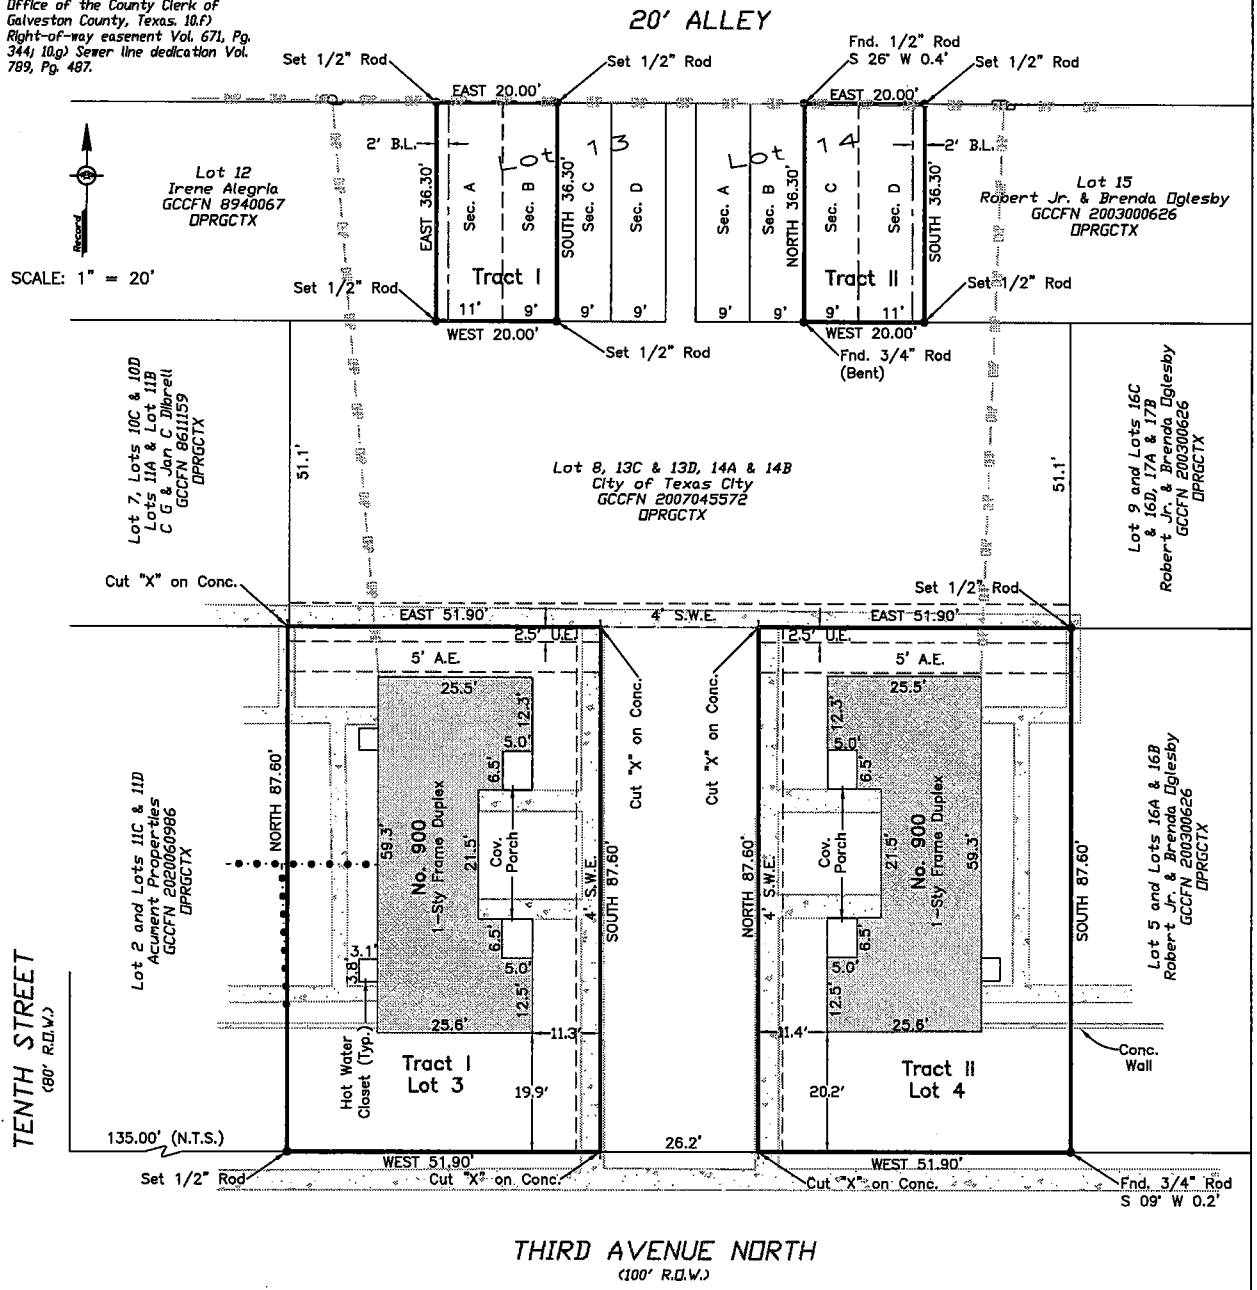 Office of the County Clerk of
Galveston County, Texas. 10.f)
Right-of-way easement Vol. 671, Pg.
344; 10.g) Sewer line dedication Vol.
789, Pg. 487.
20' ALLEY
Set 1/2" Rod
Set 1/2" Rod
Fnd. 1/2" Rod
S 26° W 0.4'
Set 1/2" Rod
EAST 20.00'
EAST 20.00'
2' B.L.
Lot 13
Lot 14
2' B.L.
Lot 12
Irene Alegria
GCCFN 8940067
OPRGCTX
Record
SCALE: 1" = 20'
EAST 36.30'
Sec. A
Sec. B
SOUTH 36.30'
Sec. C
Sec. D
Sec. A
Sec. B
NORTH 36.30'
Sec. C
Sec. D
SOUTH 36.30'
Lot 15
Robert Jr. & Brenda Oglesby
GCCFN 2003000626
OPRGCTX
Tract I
Tract II
Set 1/2" Rod
Set 1/2" Rod
11'
9'
9'
9'
9'
9'
9'
11'
WEST 20.00'
WEST 20.00'
Set 1/2" Rod
Fnd. 3/4" Rod
(Bent)
Lot 7, Lots 10C & 10D
Lots 11A & Lot 11B
C G & Jan C Dibrell
GCCFN 8611159
OPRGCTX
51.1'
Lot 8, 13C & 13D, 14A & 14B
City of Texas City
GCCFN 2007045572
OPRGCTX
51.1'
Lot 9 and Lots 16C
& 16D, 17A & 17B
Robert Jr. & Brenda Oglesby
GCCFN 200300626
OPRGCTX
Cut "X" on Conc.
Set 1/2" Rod
EAST 51.90'
4' S.W.E.
EAST 51.90'
2.5' U.E.
2.5' U.E.
5' A.E.
5' A.E.
Cut "X" on Conc.
Cut "X" on Conc.
25.5'
12.3'
5.0'
6.5'
25.5'
12.3'
5.0'
6.5'
Lot 2 and Lots 11C & 11D
Acument Properties
GCCFN 2020060986
OPRGCTX
NORTH 87.60'
59.3'
No. 900
1-Sty Frame Duplex
21.5'
Cov.
Porch
4' S.W.E.
SOUTH 87.60'
NORTH 87.60'
4' S.W.E.
Cov.
Porch
21.5'
No. 900
1-Sty Frame Duplex
59.3'
SOUTH 87.60'
Lot 5 and Lots 16A & 16B
Robert Jr. & Brenda Oglesby
GCCFN 200300626
OPRGCTX
3.1'
3.8'
6.5'
5.0'
12.5'
6.5'
5.0'
12.5'
25.6'
11.3'
11.4'
25.6'
Hot Water
Closet (Typ.)
Tract I
Lot 3
19.9'
20.2'
Tract II
Lot 4
Conc.
Wall
TENTH STREET
(80' R.O.W.)
135.00' (N.T.S.)
26.2'
WEST 51.90'
WEST 51.90'
Set 1/2" Rod
Cut "X" on Conc.
Cut "X" on Conc.
Fnd. 3/4" Rod
S 09° W 0.2'
THIRD AVENUE NORTH
(100' R.O.W.)